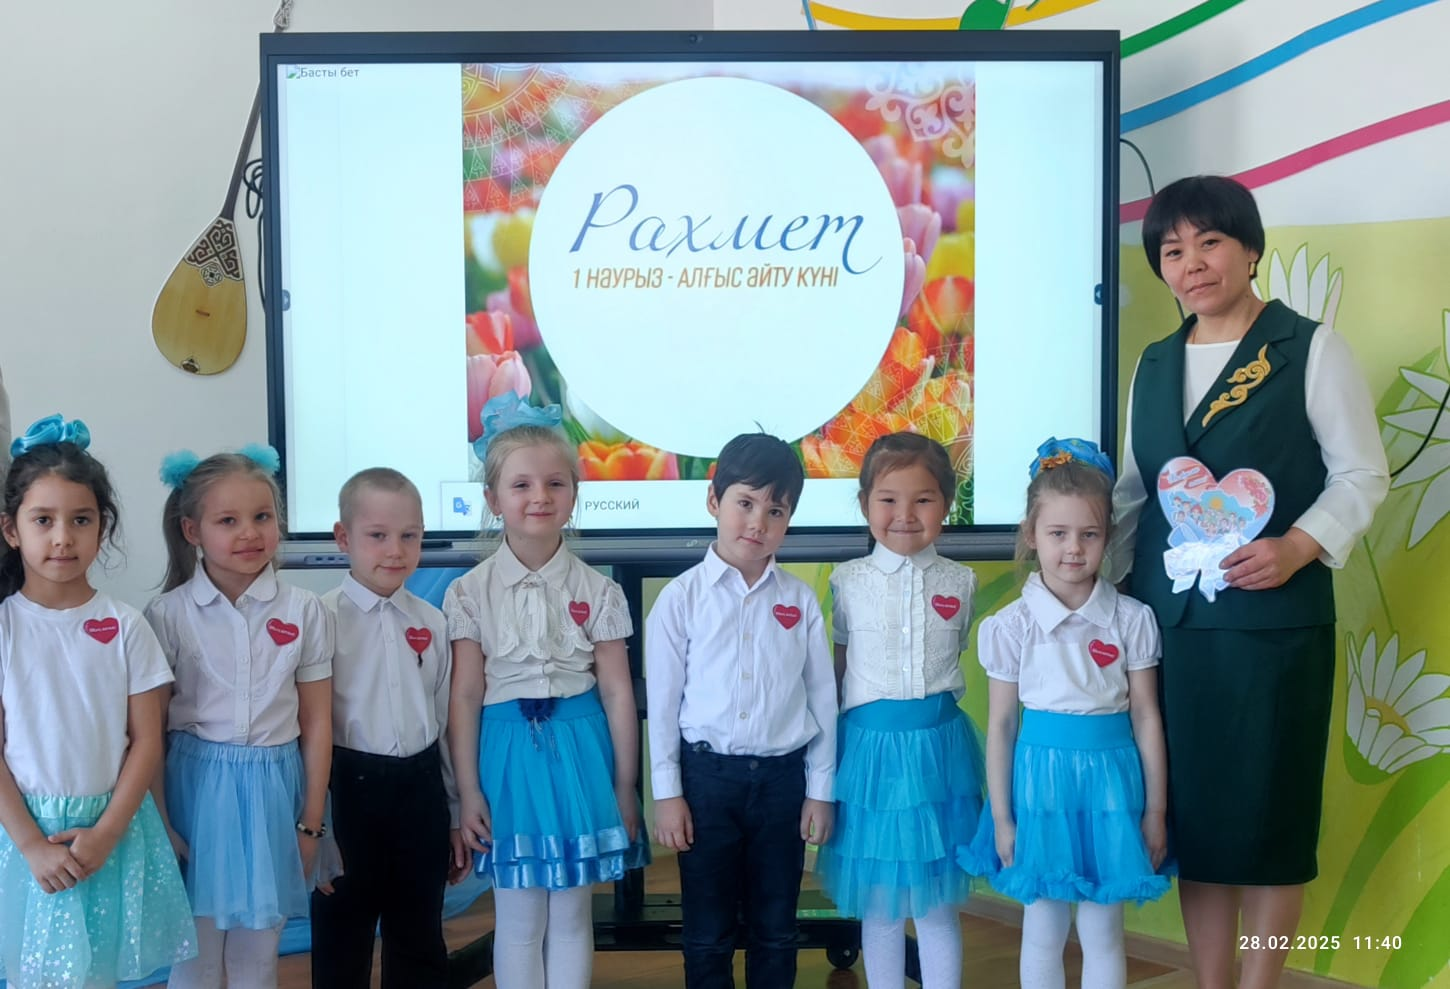 Басты бет
Рахмет
1 НАУРЫЗ - АЛҒЫС АЙТУ КҮНІ
РУССКИЙ
28.02.2025 11:40